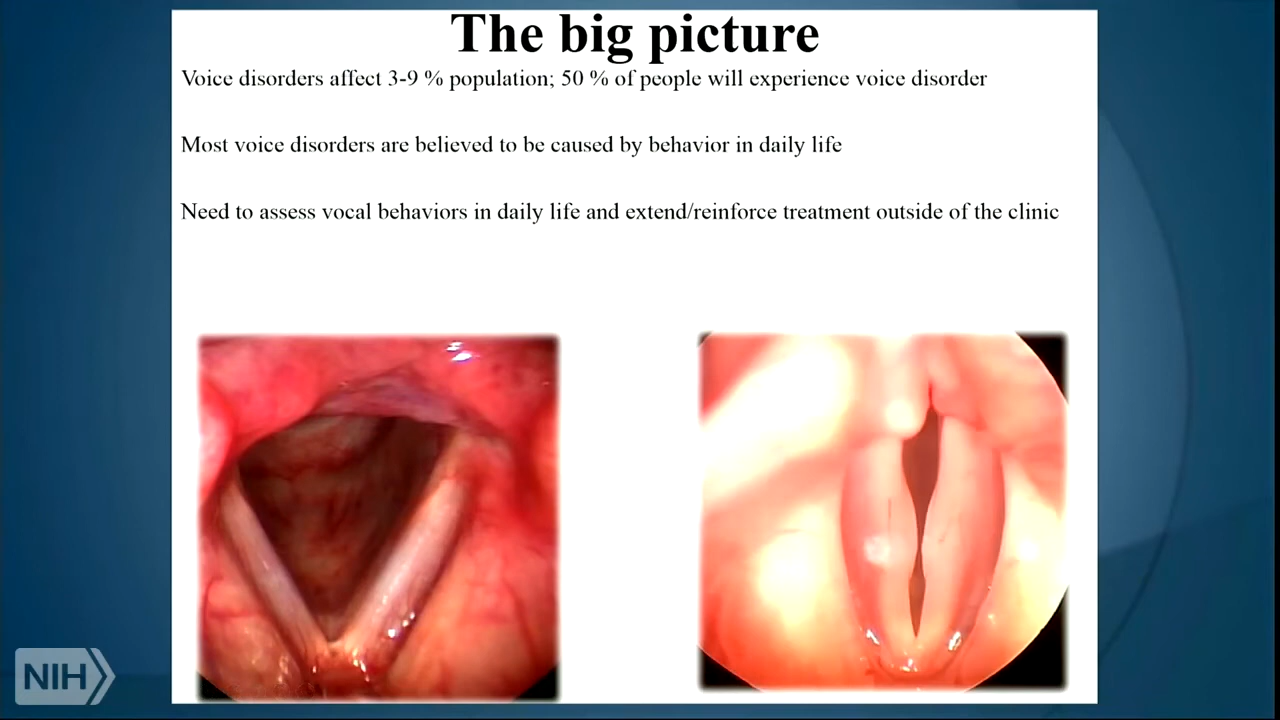 The big picture
Voice disorders affect 3-9 % population; 50 % of people will experience voice disorder
Most voice disorders are believed to be caused by behavior in daily life
Need to assess vocal behaviors in daily life and extend/reinforce treatment outside of the clinic
NIH